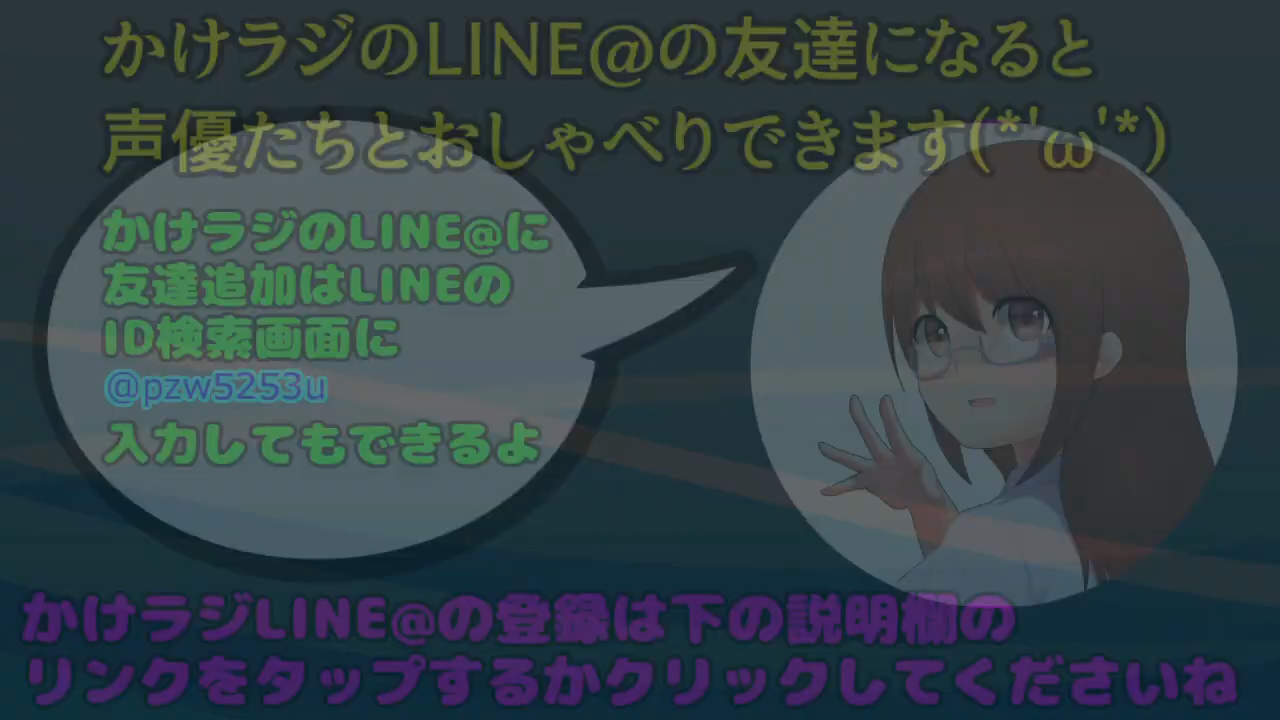 かけラジのLINE@の友達になると
声優たちとおしゃべりできます(*'ω'*)
かけラジのLINE@に
友達追加はLINEの
ID検索画面に
@pzw5253u
入力してもできるよ
かけラジLINE@の登録は下の説明欄の
リンクをタップするかクリックしてくださいね